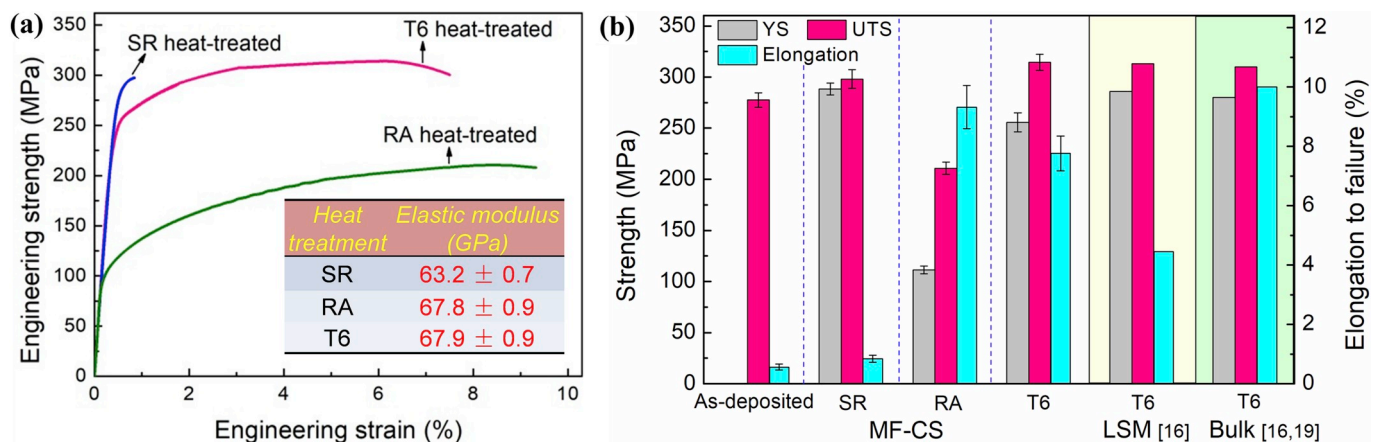 (a)
T6 heat-treated
SR heat-treated
RA heat-treated
Engineering strength (MPa)
350
300
250
200
150
100
50
0
Heat treatment Elastic modulus (GPa)
SR 63.2 ± 0.7
RA 67.8 ± 0.9
T6 67.9 ± 0.9
0 2 4 6 8 10
Engineering strain (%)
(b)
YS UTS
Elongation
Strength (MPa)
350
300
250
200
150
100
50
0
Elongation to failure (%)
12
10
8
6
4
2
0
As-deposited SR RA T6 T6 T6
MF-CS LSM [16] Bulk [16,19]